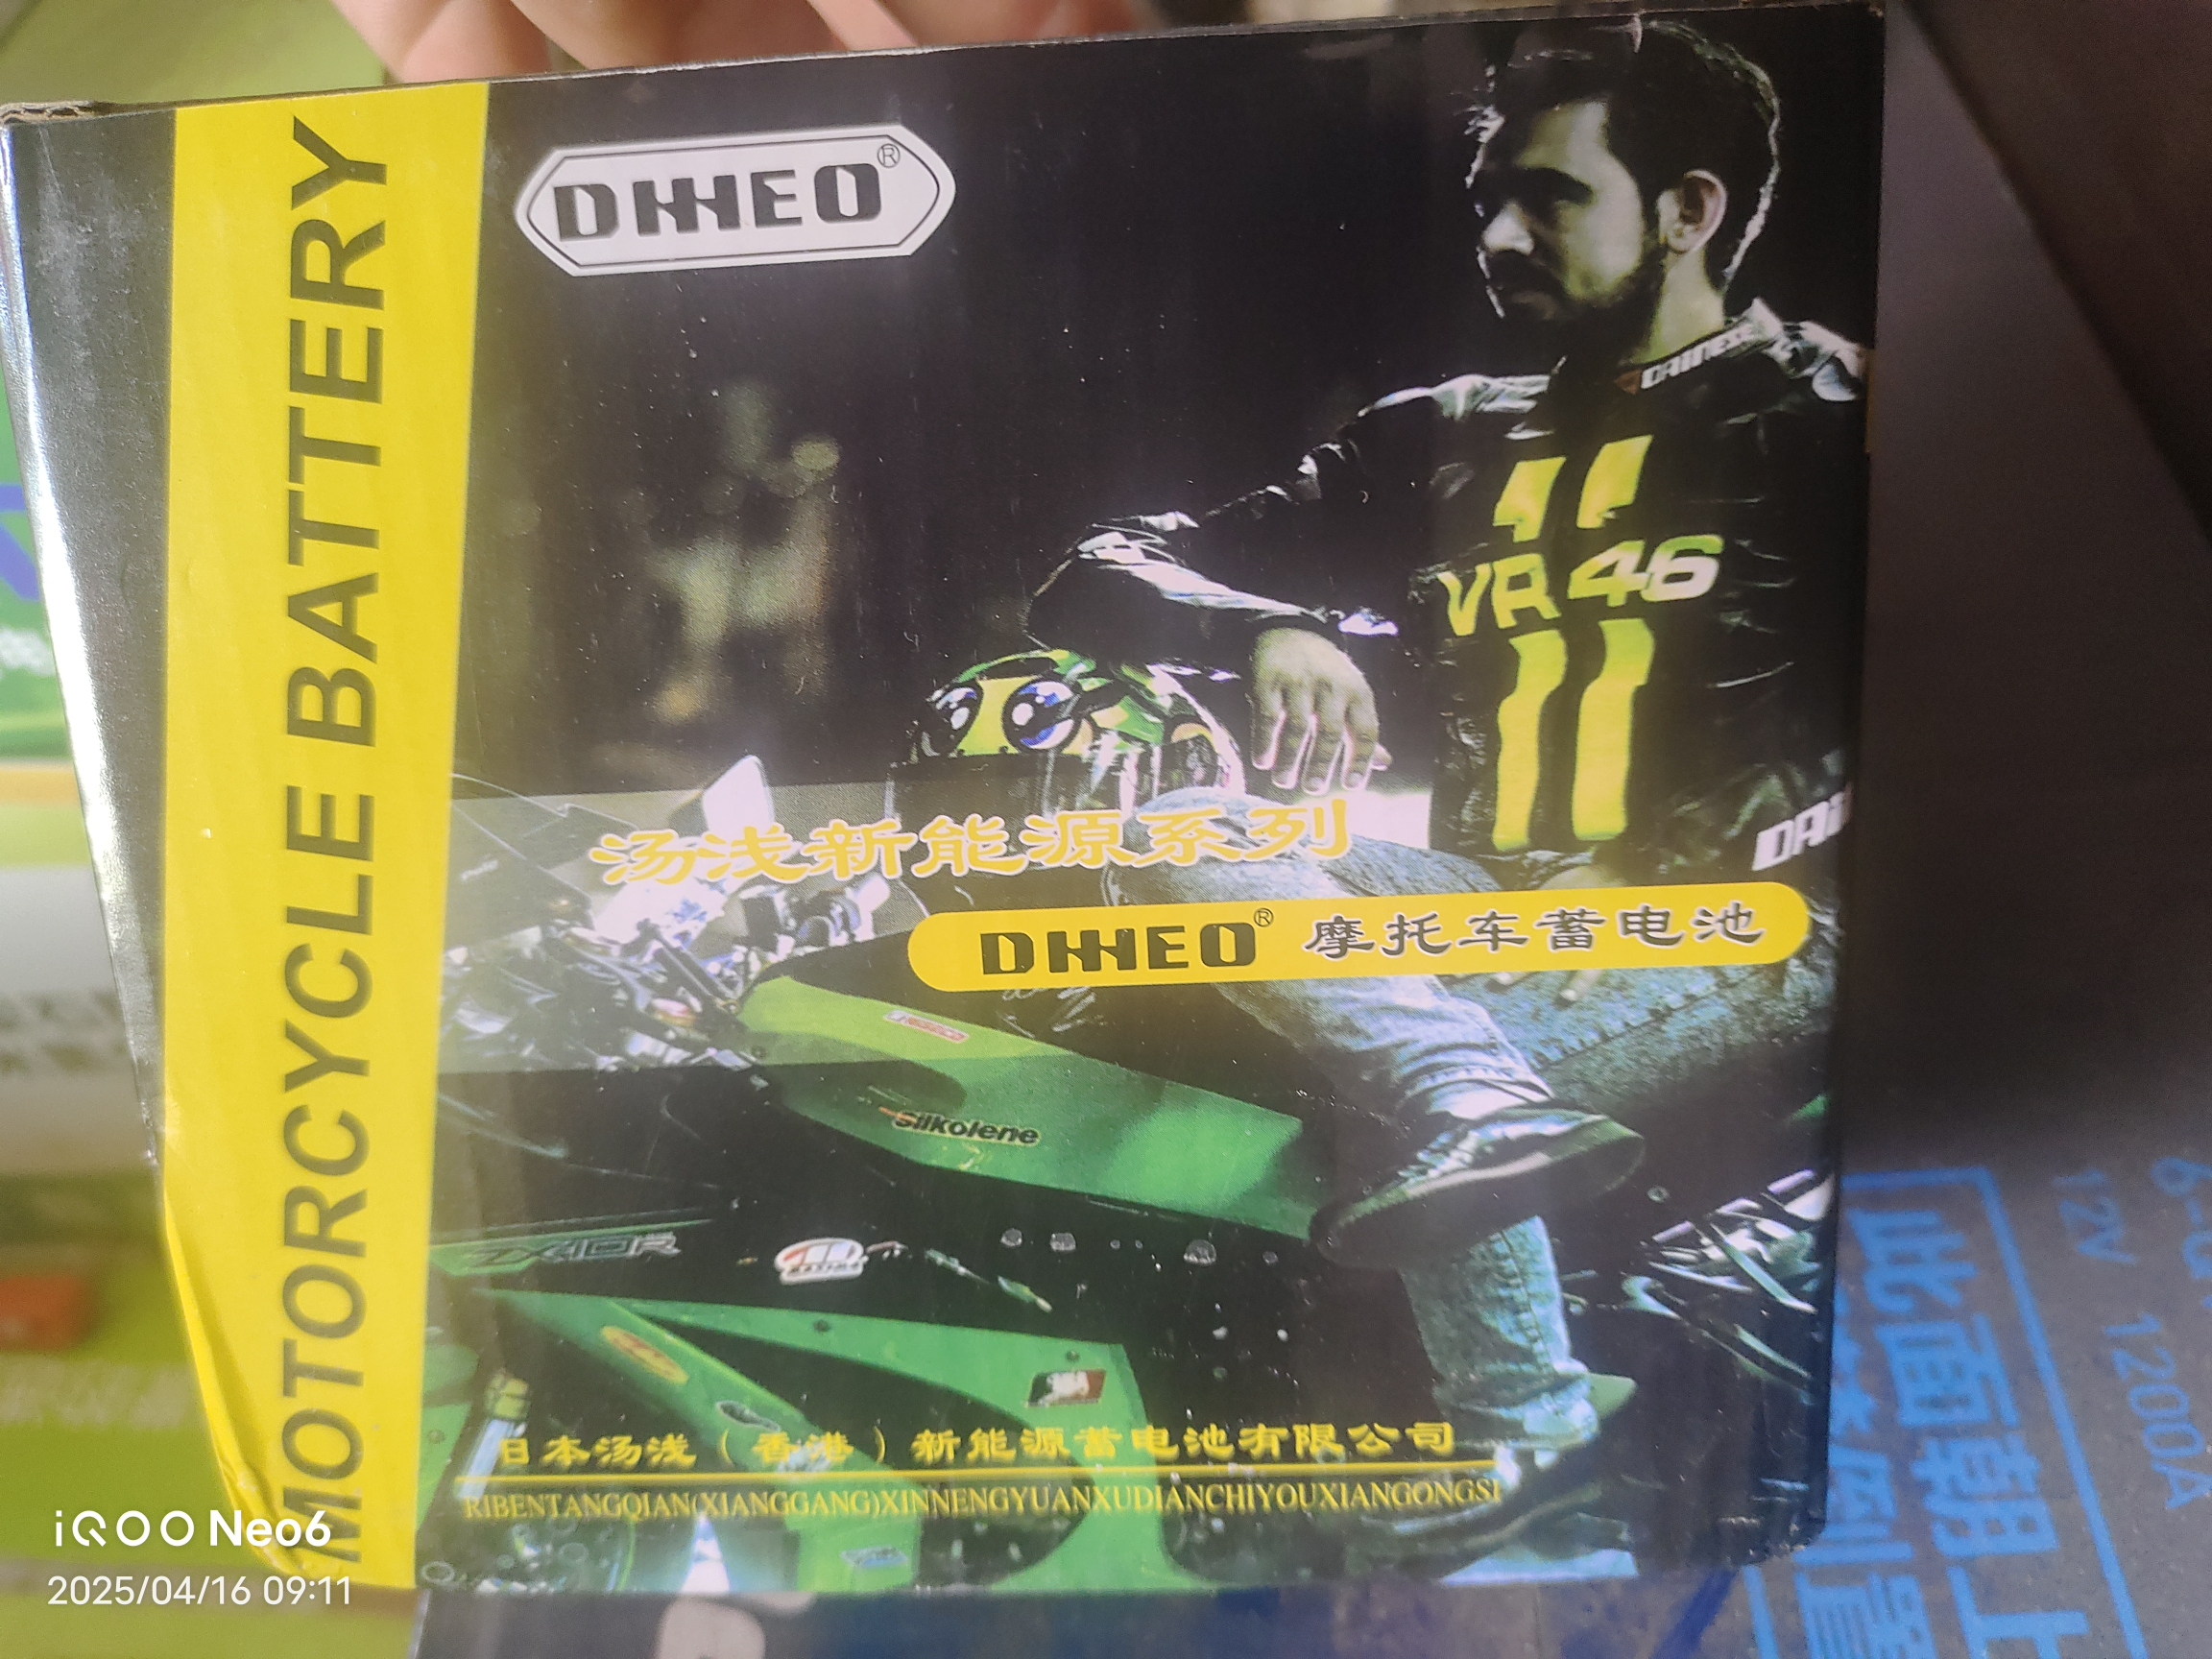 MOTORCYCLE BATTERY
DHHEO®
DAINESE
VR46
汤浅新能源系列
DHHEO® 摩托车蓄电池
Silkolene
ZX-10R
日本汤浅（香港）新能源蓄电池有限公司
RIBENTANGQIAN(XIANGGANG)XINNENGYUANXUDIANCHIYOUXIANGONGSI
此面朝上
12V 1200A
iQOO Neo6
2025/04/16 09:11